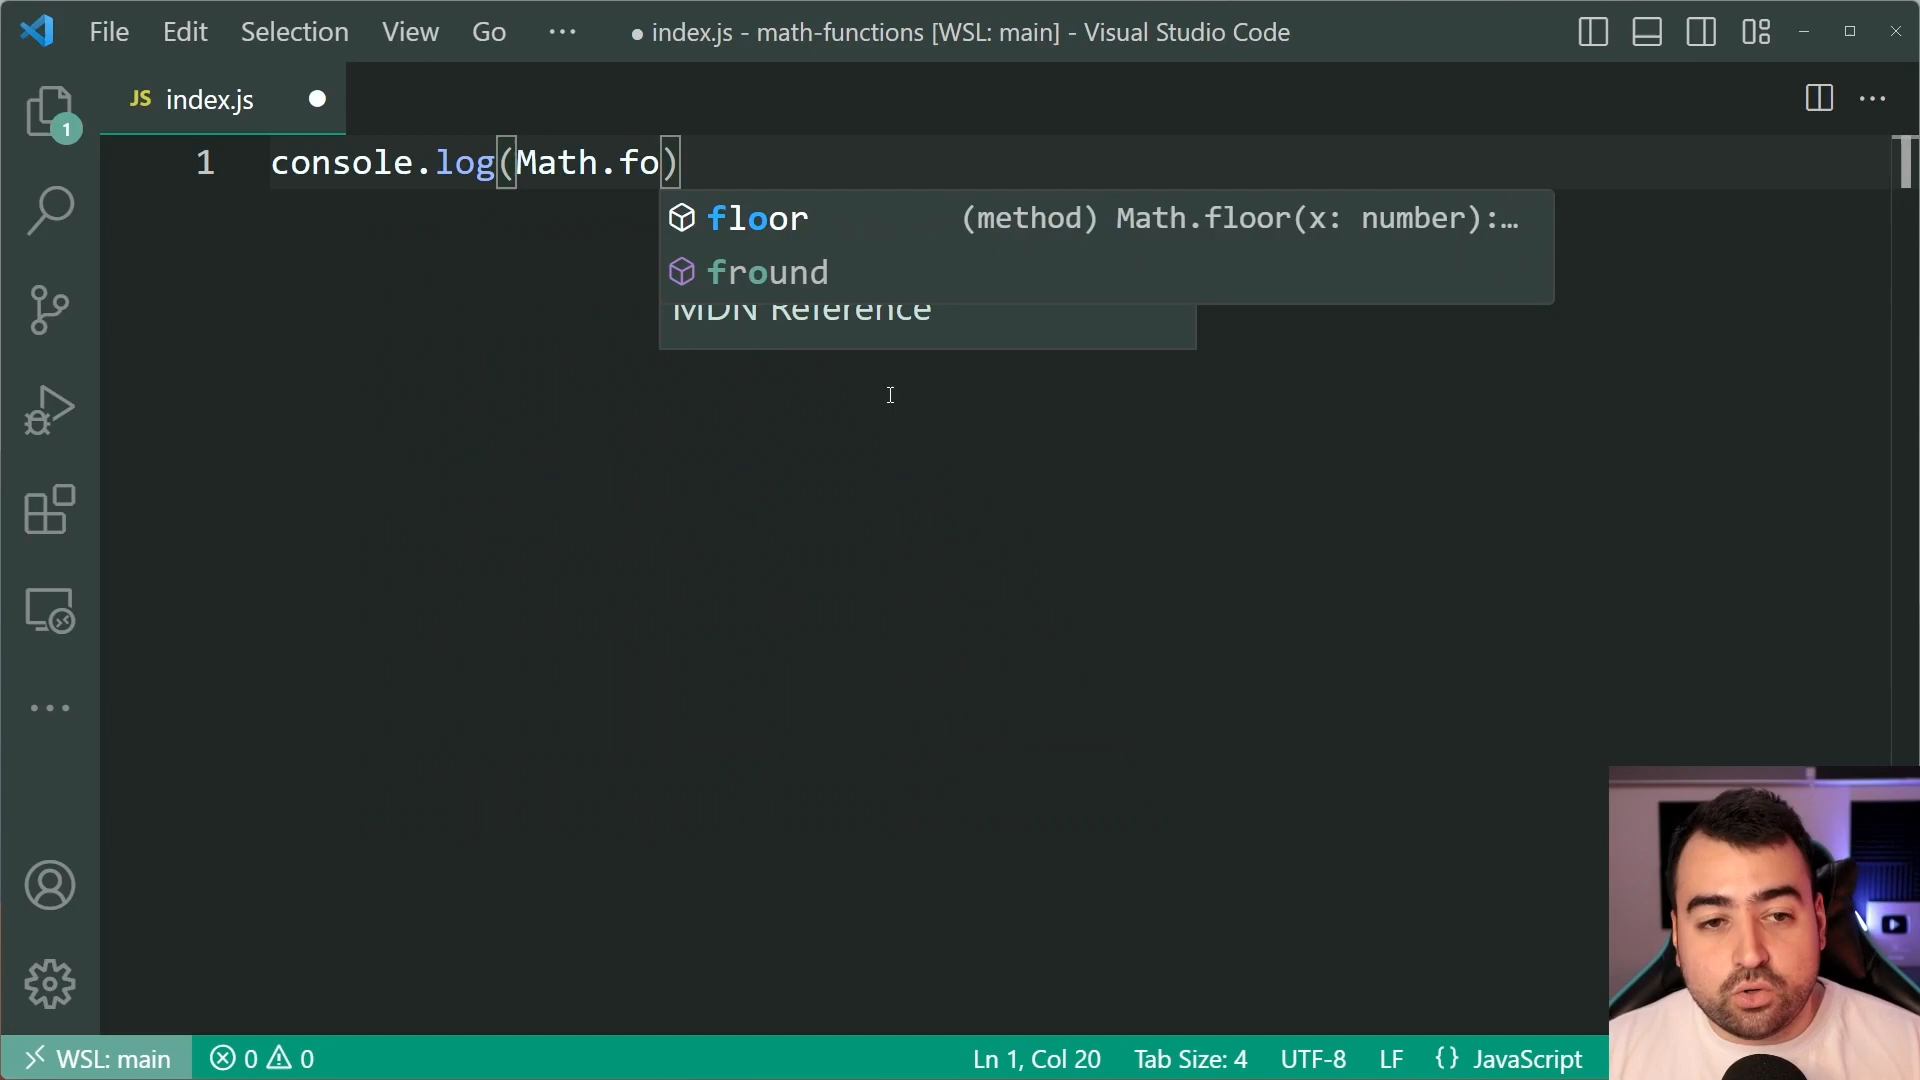 File Edit Selection View Go ··· ● index.js - math-functions [WSL: main] - Visual Studio Code
JS index.js ●
1
1 console.log(Math.fo)
floor (method) Math.floor(x: number):…
fround
MDN Reference
WSL: main 0 0 Ln 1, Col 20 Tab Size: 4 UTF-8 LF {} JavaScript